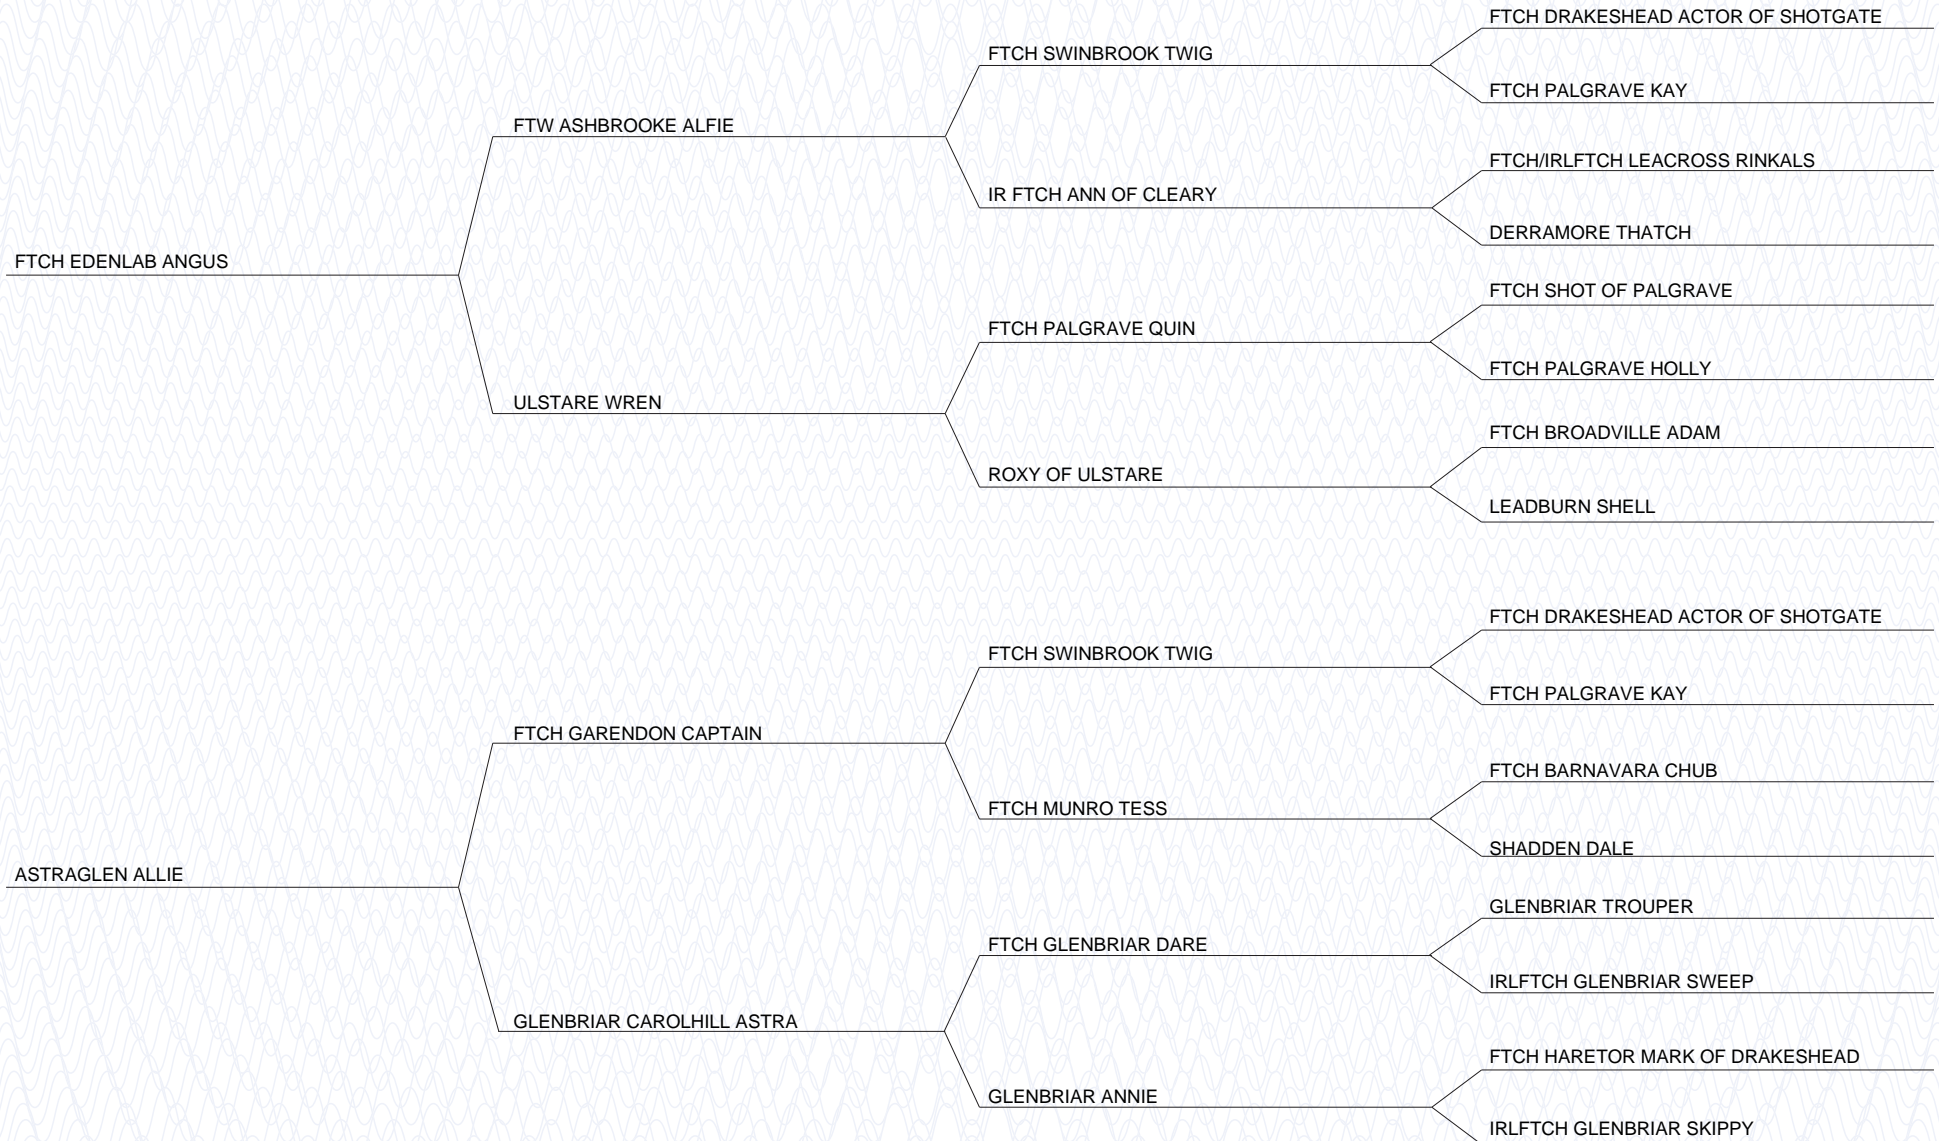 FTCH DRAKESHEAD ACTOR OF SHOTGATE
FTCH SWINBROOK TWIG
FTCH PALGRAVE KAY
FTW ASHBROOKE ALFIE
FTCH/IRLFTCH LEACROSS RINKALS
IR FTCH ANN OF CLEARY
DERRAMORE THATCH
FTCH EDENLAB ANGUS
FTCH SHOT OF PALGRAVE
FTCH PALGRAVE QUIN
FTCH PALGRAVE HOLLY
ULSTARE WREN
FTCH BROADVILLE ADAM
ROXY OF ULSTARE
LEADBURN SHELL
FTCH DRAKESHEAD ACTOR OF SHOTGATE
FTCH SWINBROOK TWIG
FTCH PALGRAVE KAY
FTCH GARENDON CAPTAIN
FTCH BARNAVARA CHUB
FTCH MUNRO TESS
SHADDEN DALE
ASTRAGLEN ALLIE
GLENBRIAR TROUPER
FTCH GLENBRIAR DARE
IRLFTCH GLENBRIAR SWEEP
GLENBRIAR CAROLHILL ASTRA
FTCH HARETOR MARK OF DRAKESHEAD
GLENBRIAR ANNIE
IRLFTCH GLENBRIAR SKIPPY